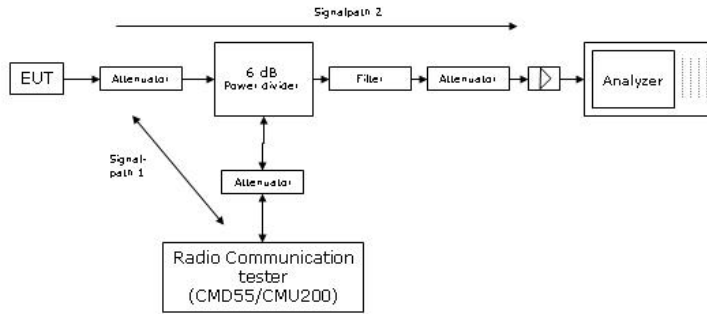 Signalpath 2
EUT
Attenuator
6 dB
Power divider
Filter
Attenuator
Analyzer
Signal-
path 1
Attenuator
Radio Communication
tester
(CMD55/CMU200)